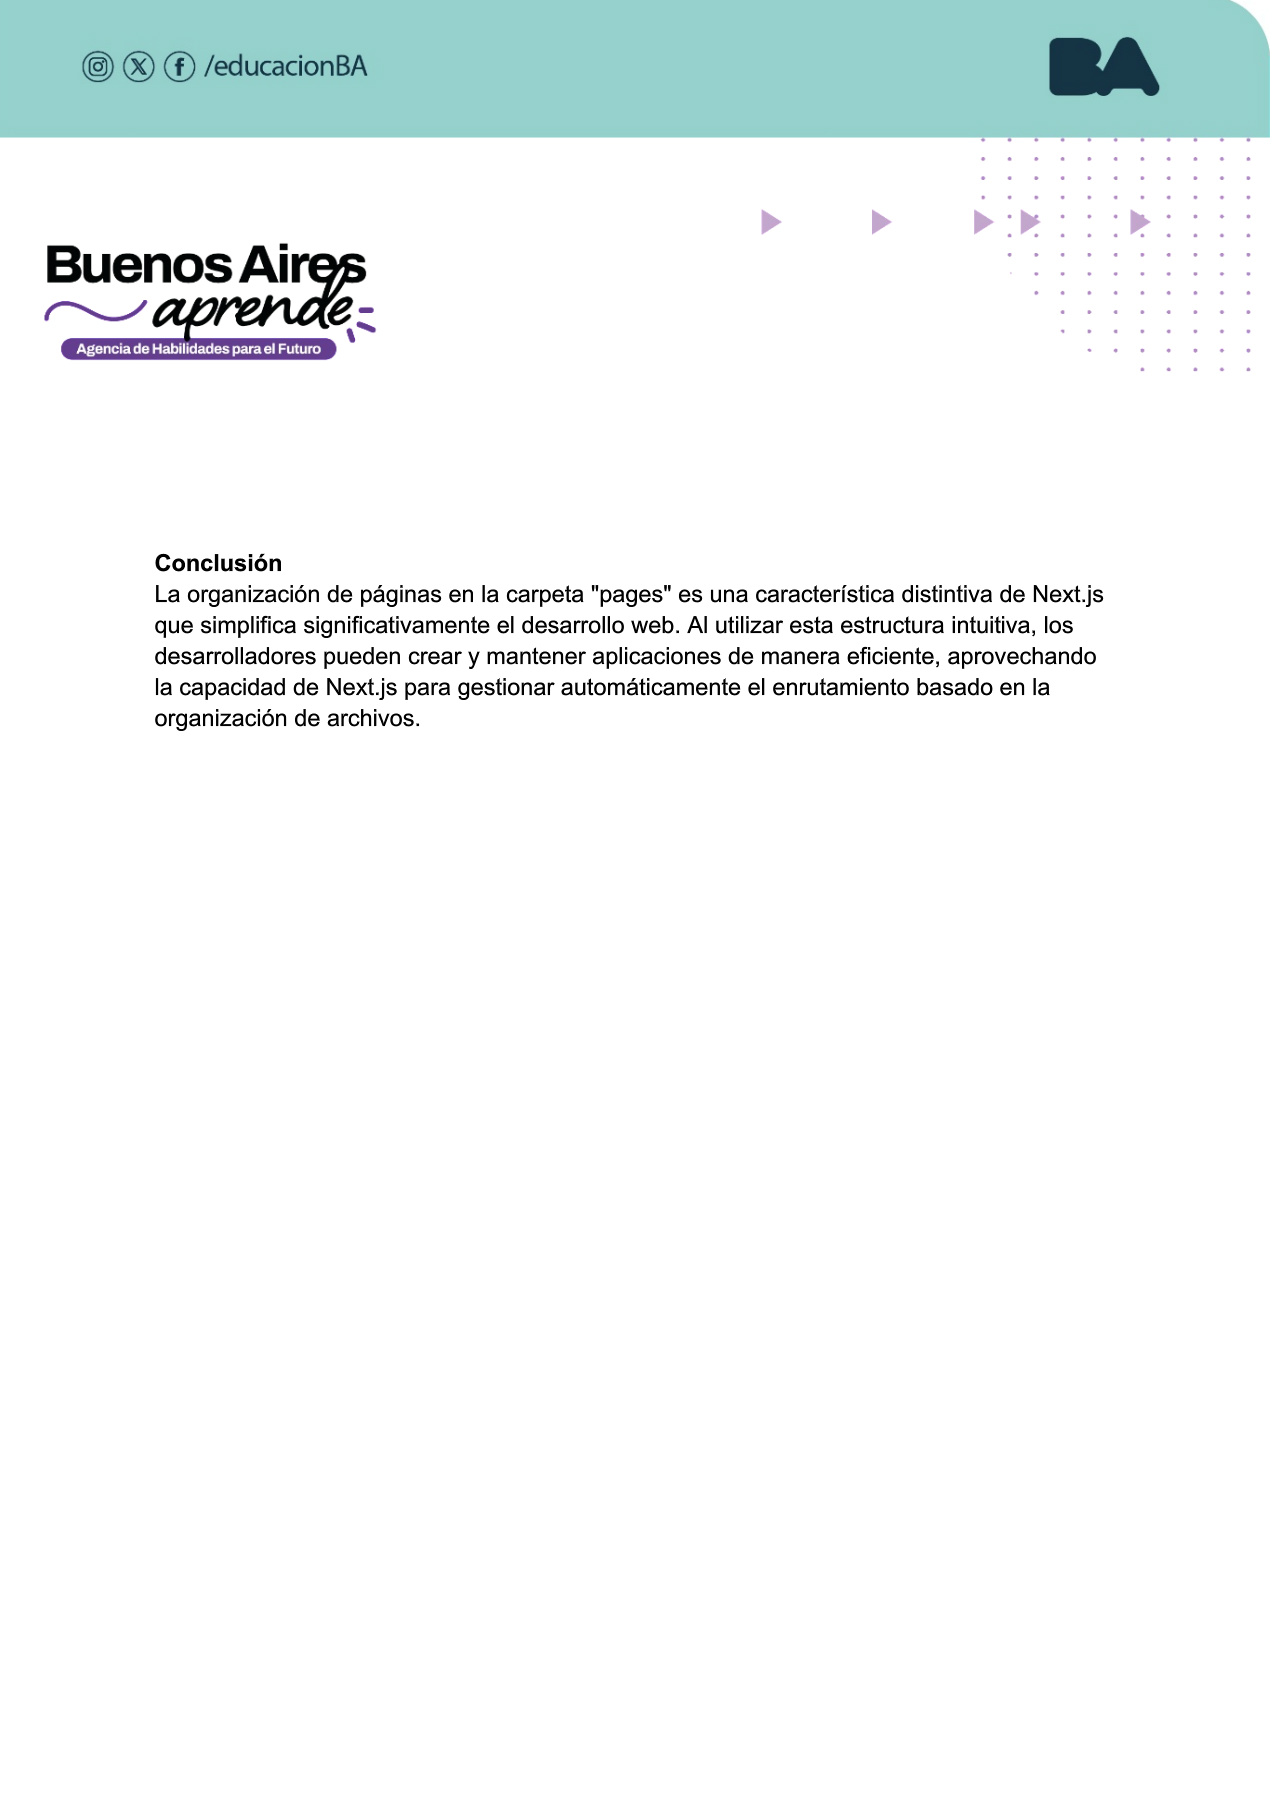 /educacionBA
BA
Buenos Aires
aprende
Agencia de Habilidades para el Futuro
Conclusión
La organización de páginas en la carpeta "pages" es una característica distintiva de Next.js
que simplifica significativamente el desarrollo web. Al utilizar esta estructura intuitiva, los
desarrolladores pueden crear y mantener aplicaciones de manera eficiente, aprovechando
la capacidad de Next.js para gestionar automáticamente el enrutamiento basado en la
organización de archivos.